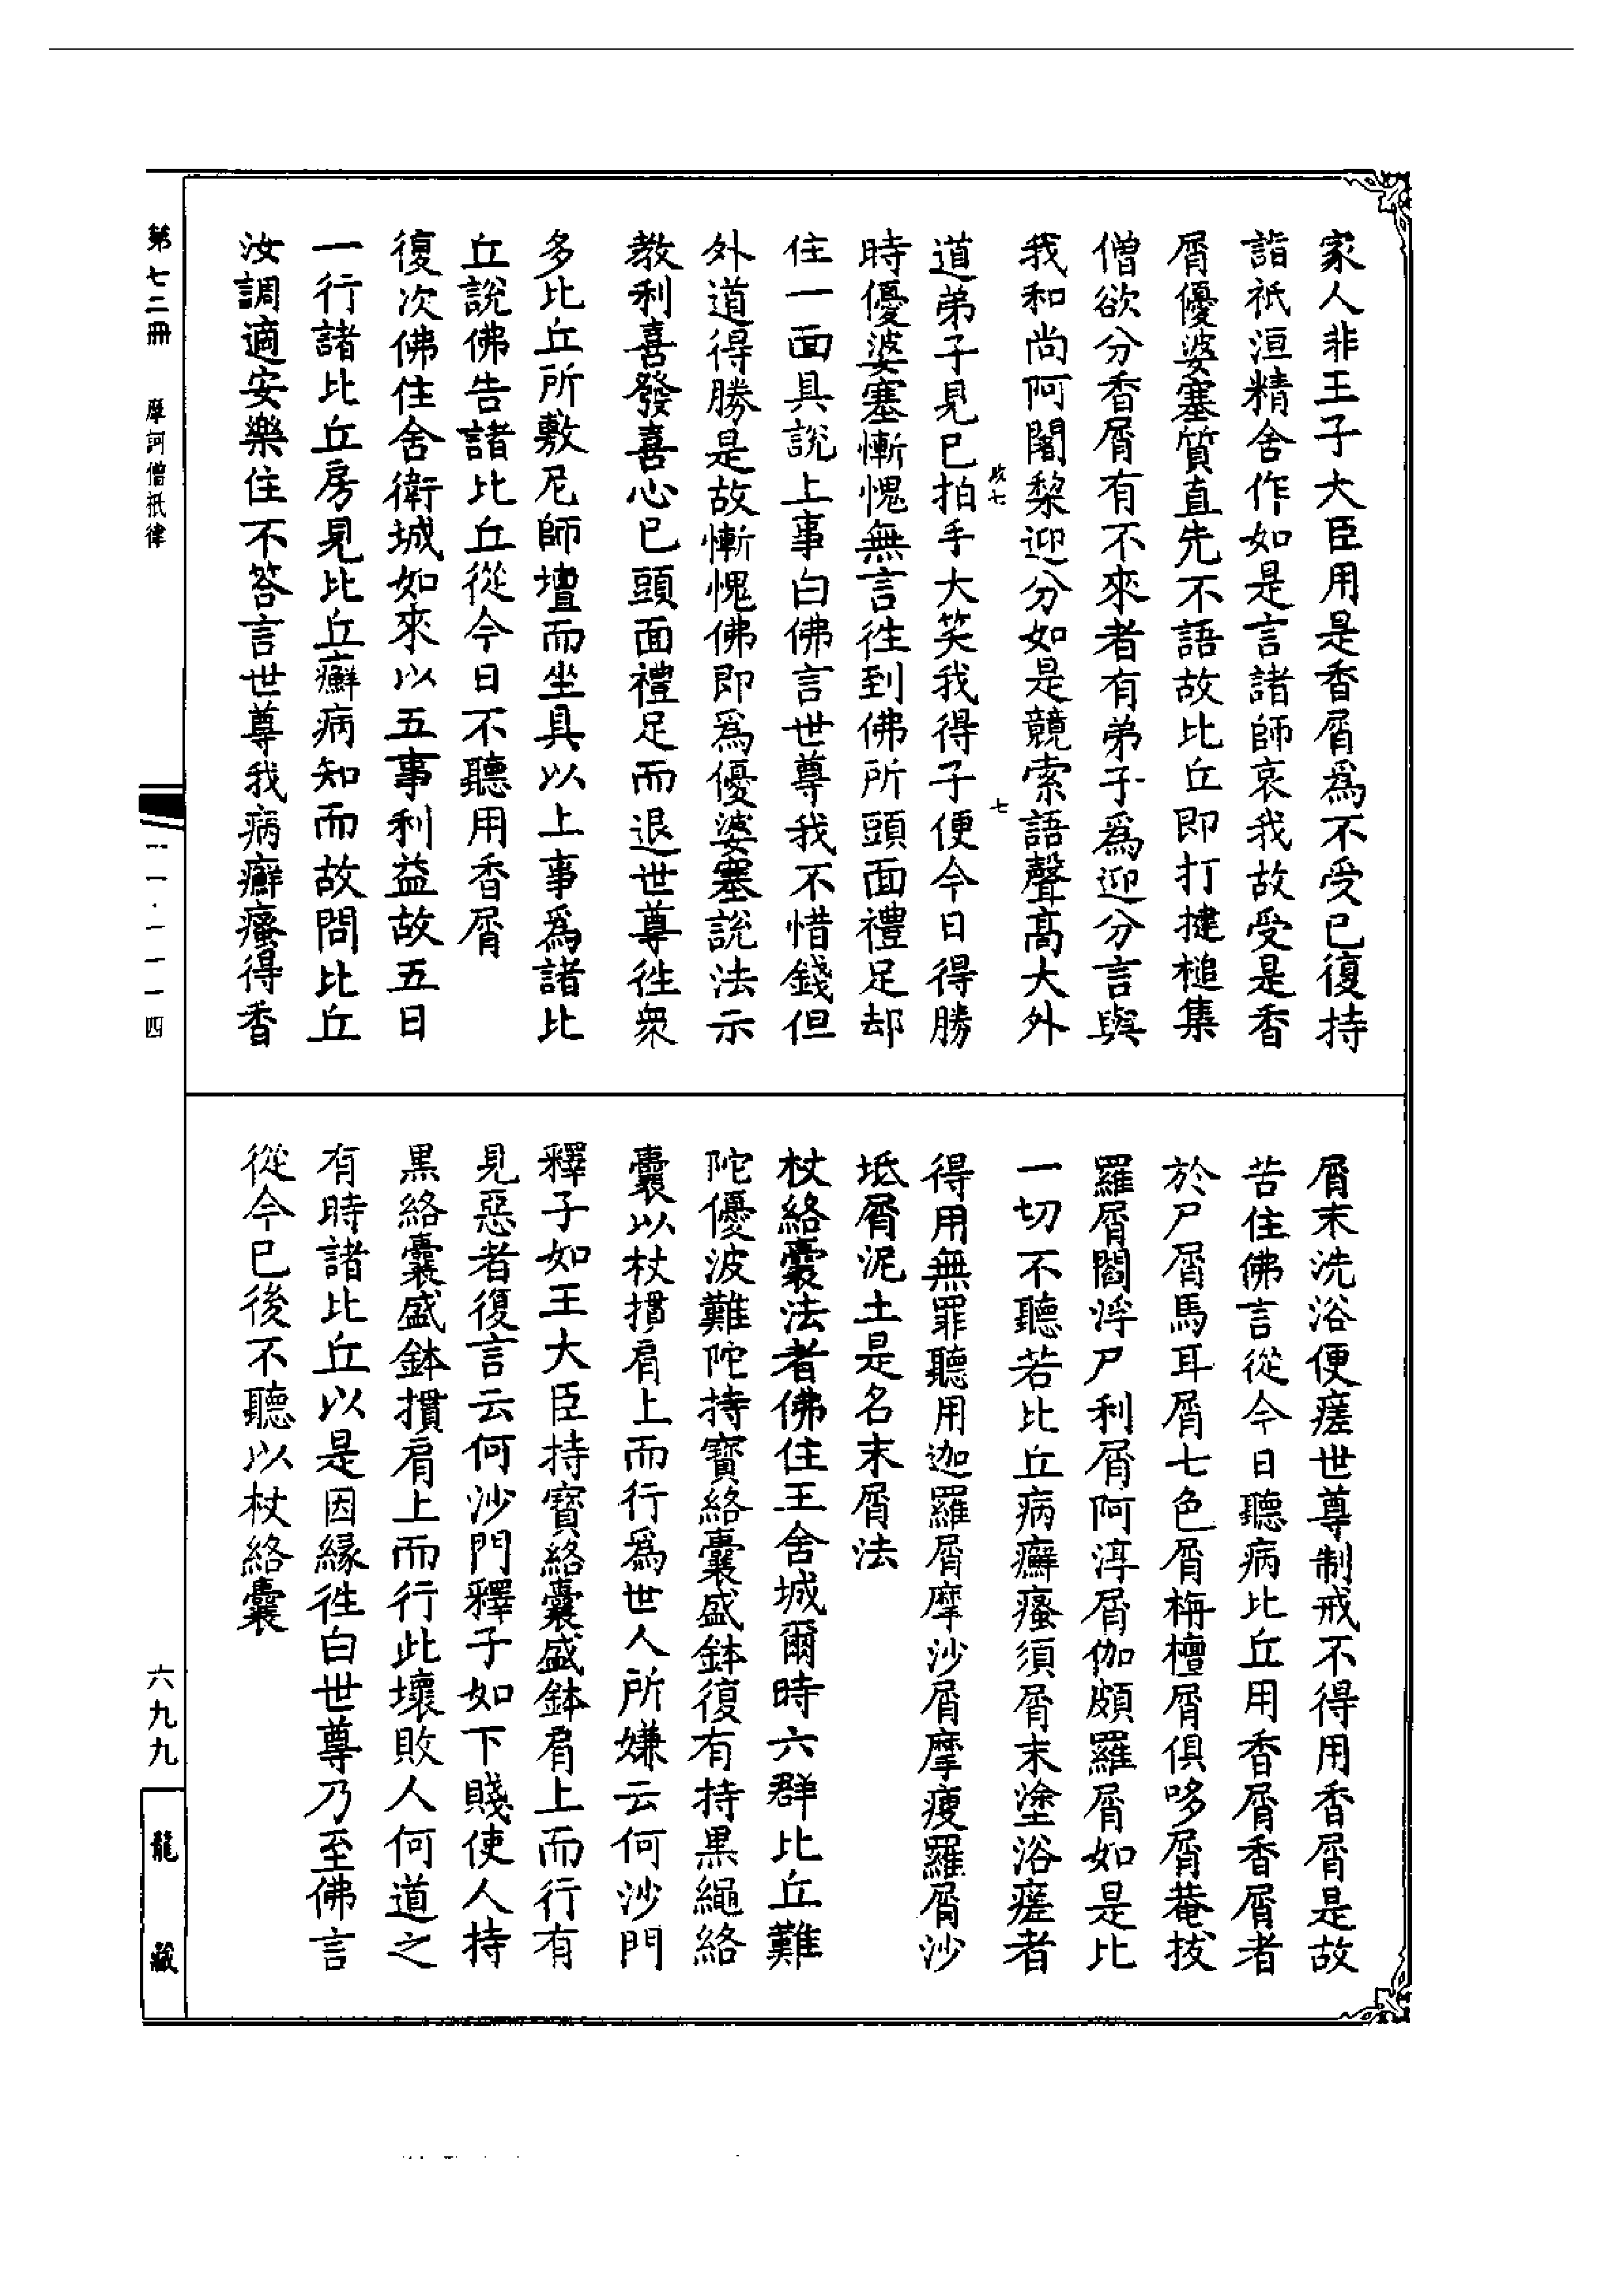 家人非王子大臣用是香屑爲不受已復持
詣祇洹精舍作如是言諸師哀我故受是香
屑優婆塞質直先不語故比丘即打揵槌集
僧欲分香屑有不來者有弟子爲迎分言與
我和尚阿闍棃迎分如是競索語聲髙大外
道弟子見已拍手大笑我得子便今日得勝
時優婆塞慚愧無言徃到佛所頭面禮足却
住一面具說上事白佛言世尊我不惜錢但
外道得勝是故慚愧佛即爲優婆塞說法示
教利喜發喜心已頭面禮足而退世尊徃衆
多比丘所敷尼師壇而坐具以上事爲諸比
丘說佛告諸比丘從今日不聽用香屑
復次佛住舍衛城如來以五事利益故五日
一行諸比丘房見比丘癬病知而故問比丘
汝調適安樂住不答言世尊我病癬瘙得香
屑末洗浴便瘥世尊制戒不得用香屑是故
苦住佛言從今日聽病比丘用香屑香屑者
於尸屑馬耳屑七色屑栴檀屑俱哆屑菴拔
羅屑閻浮尸利屑阿淳屑伽頗羅屑如是比
一切不聽若比丘病癬瘙須屑末塗浴瘥者
得用無罪聽用迦羅屑摩沙屑摩瘦羅屑沙
坻屑泥土是名末屑法
杖絡囊法者佛住王舍城爾時六群比丘難
陀優波難陀持寶絡囊盛鉢復有持黒繩絡
囊以杖摜肩上而行爲世人所嫌云何沙門
釋子如王大臣持寶絡囊盛鉢肩上而行有
見惡者復言云何沙門釋子如下賤使人持
黒絡囊盛鉢摜肩上而行此壞敗人何道之
有時諸比丘以是因縁徃白世尊乃至佛言
從今已後不聽以杖絡囊
第七二冊 摩訶僧祇律
六九九
龍藏